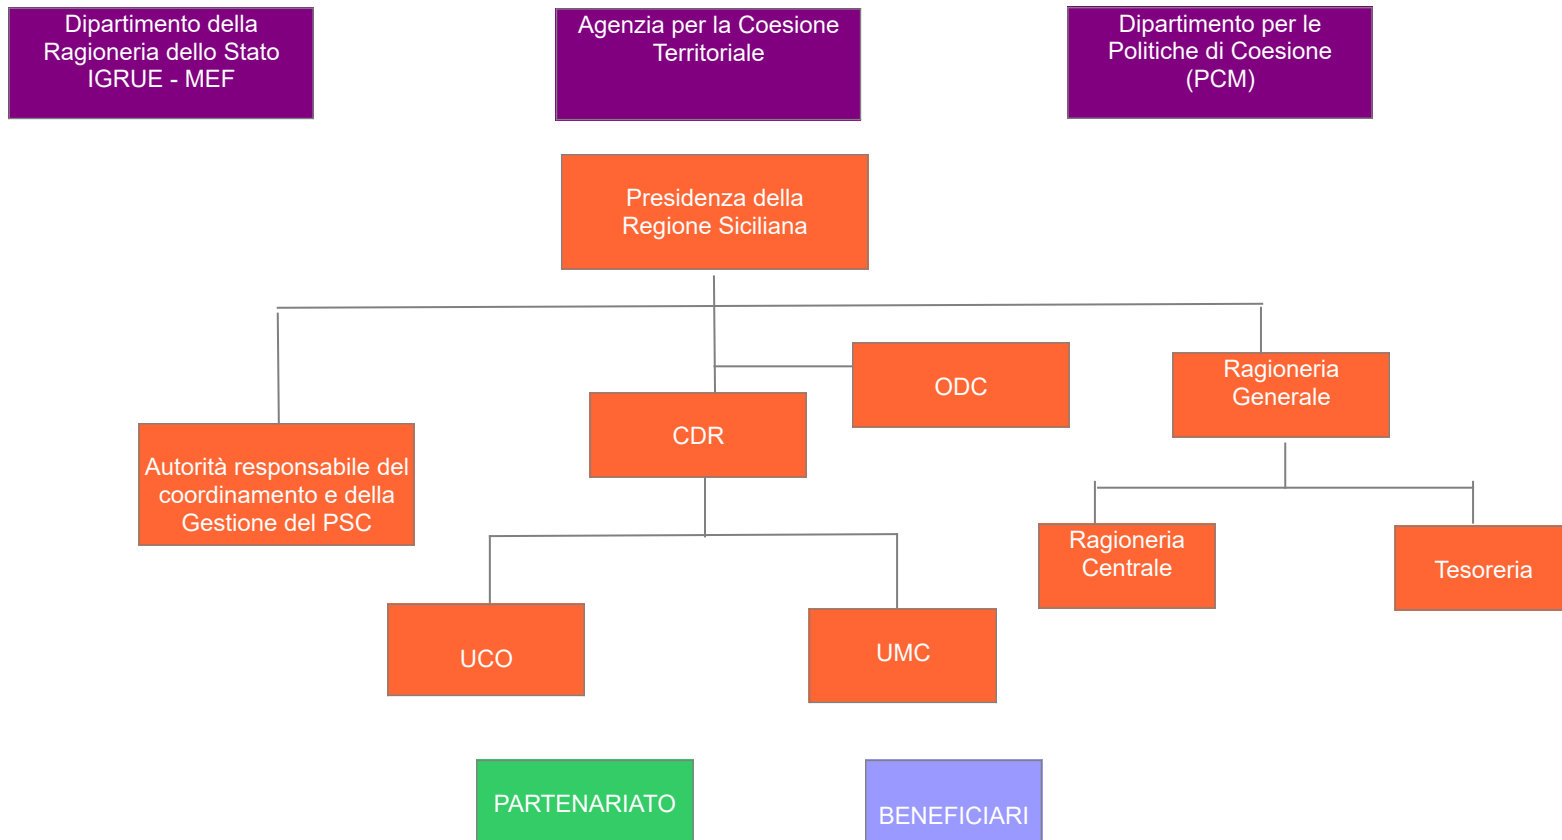 Dipartimento della
Ragioneria dello Stato
IGRUE - MEF
Agenzia per la Coesione
Territoriale
Dipartimento per le
Politiche di Coesione
(PCM)
Presidenza della
Regione Siciliana
ODC
Ragioneria
Generale
CDR
Autorità responsabile del
coordinamento e della
Gestione del PSC
Ragioneria
Centrale
Tesoreria
UCO
UMC
PARTENARIATO
BENEFICIARI